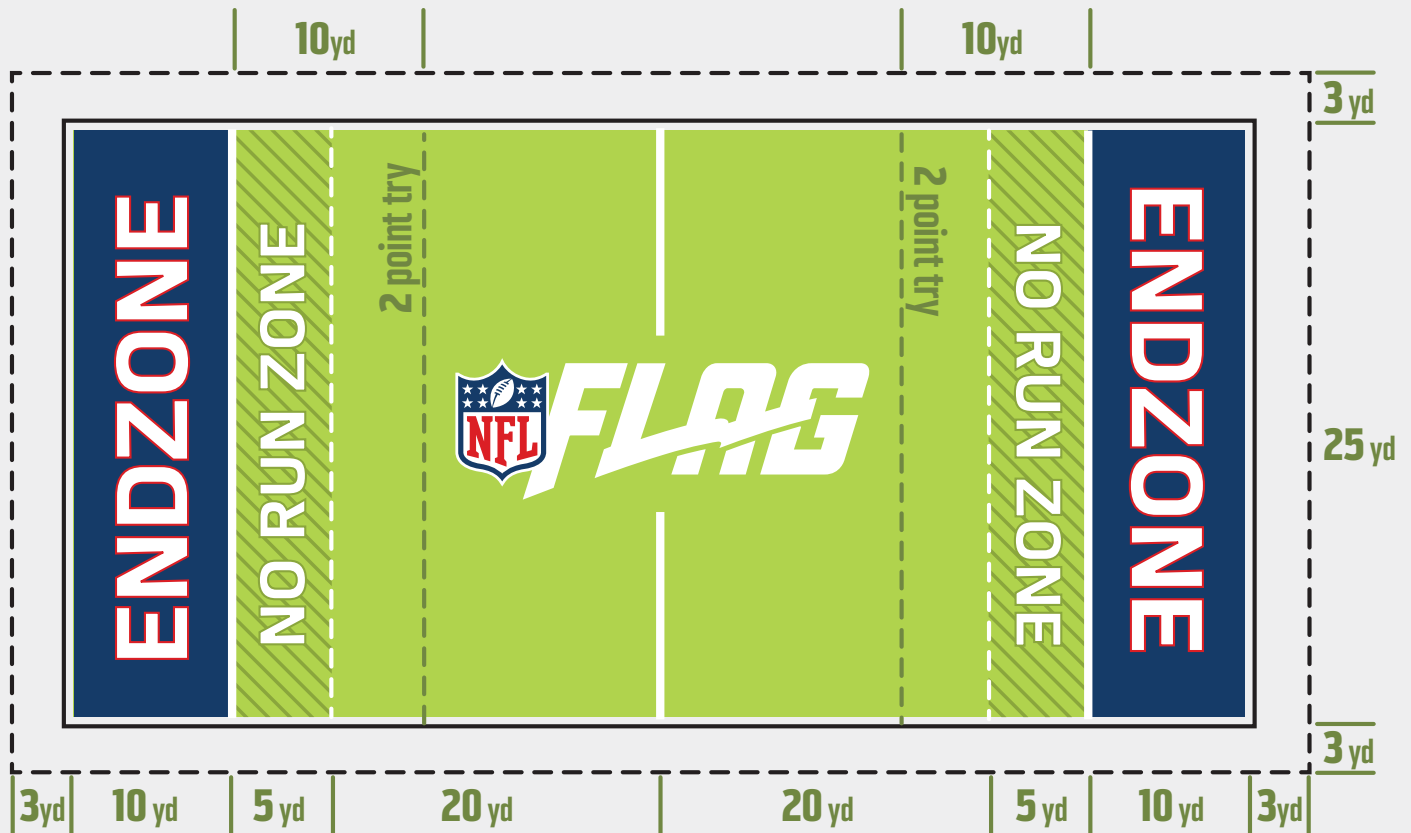 10yd
10yd
3 yd
ENDZONE
NO RUN ZONE
2 point try
NFL
FLAG
2 point try
NO RUN ZONE
ENDZONE
25 yd
3 yd
3yd
10 yd
5 yd
20 yd
20 yd
5 yd
10 yd
3yd